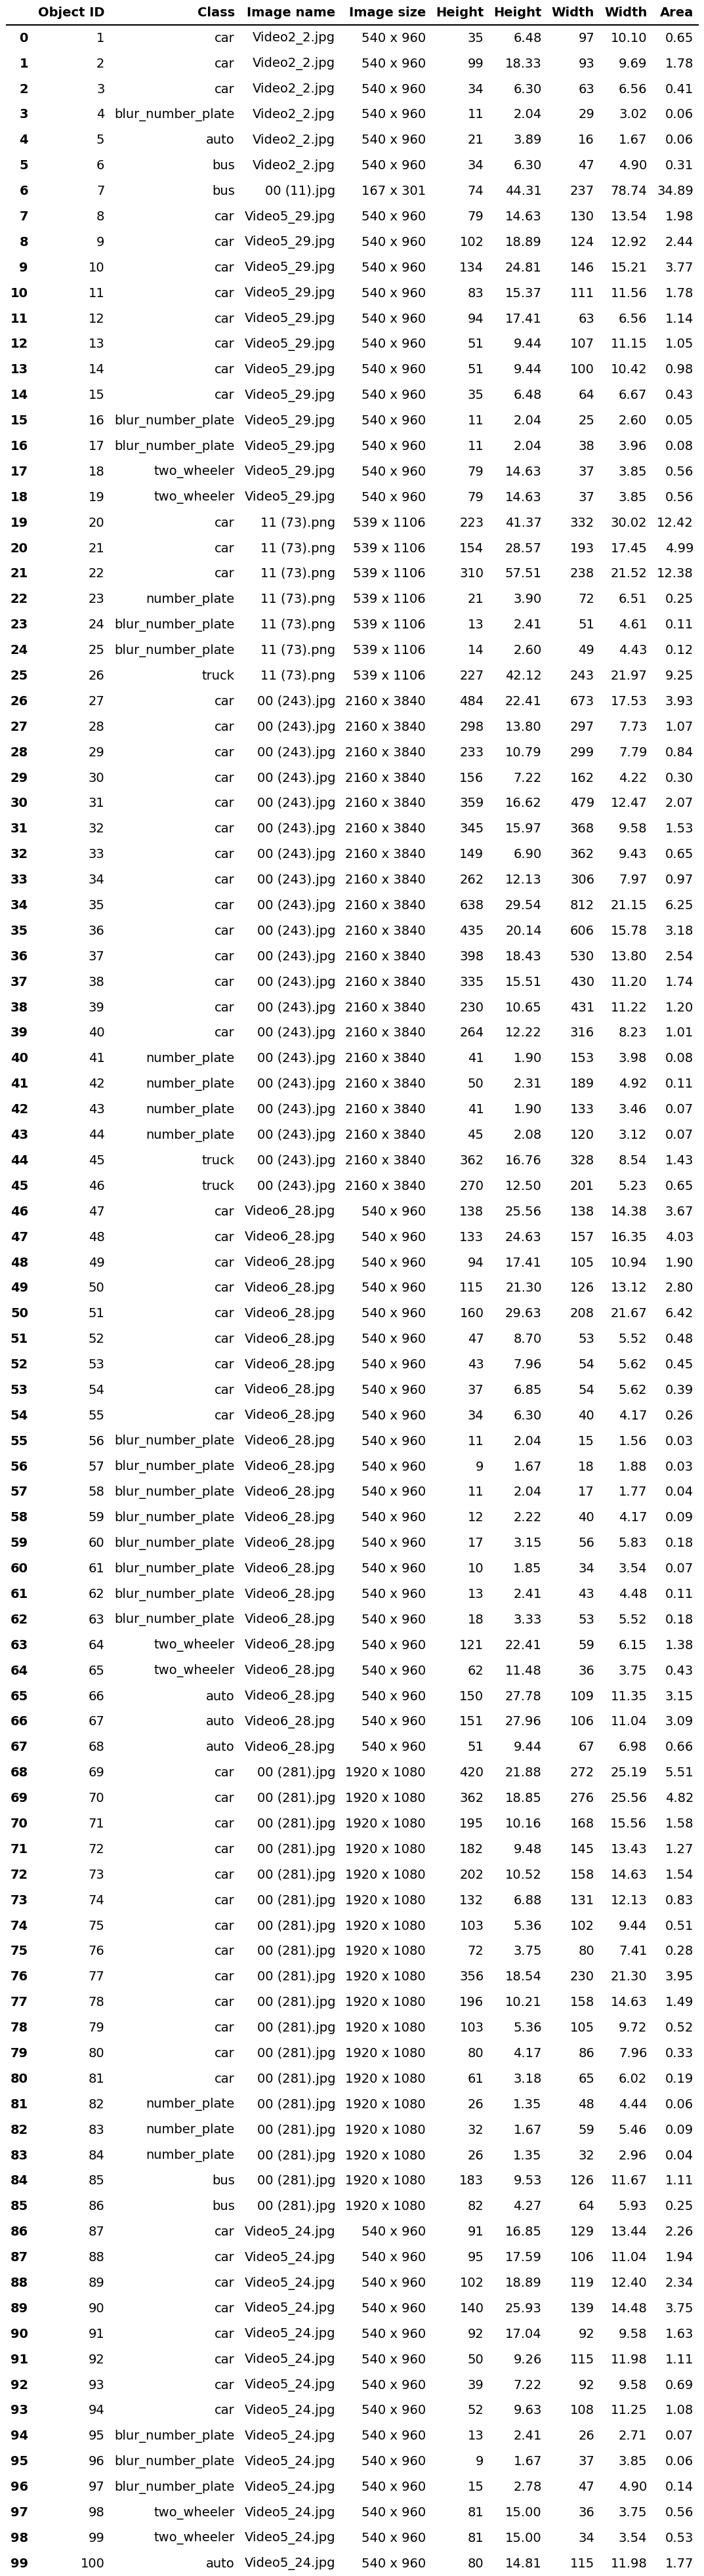 Object ID Class Image name Image size Height Height Width Width Area
0 1 car Video2_2.jpg 540 x 960 35 6.48 97 10.10 0.65
1 2 car Video2_2.jpg 540 x 960 99 18.33 93 9.69 1.78
2 3 car Video2_2.jpg 540 x 960 34 6.30 63 6.56 0.41
3 4 blur_number_plate Video2_2.jpg 540 x 960 11 2.04 29 3.02 0.06
4 5 auto Video2_2.jpg 540 x 960 21 3.89 16 1.67 0.06
5 6 bus Video2_2.jpg 540 x 960 34 6.30 47 4.90 0.31
6 7 bus 00 (11).jpg 167 x 301 74 44.31 237 78.74 34.89
7 8 car Video5_29.jpg 540 x 960 79 14.63 130 13.54 1.98
8 9 car Video5_29.jpg 540 x 960 102 18.89 124 12.92 2.44
9 10 car Video5_29.jpg 540 x 960 134 24.81 146 15.21 3.77
10 11 car Video5_29.jpg 540 x 960 83 15.37 111 11.56 1.78
11 12 car Video5_29.jpg 540 x 960 94 17.41 63 6.56 1.14
12 13 car Video5_29.jpg 540 x 960 51 9.44 107 11.15 1.05
13 14 car Video5_29.jpg 540 x 960 51 9.44 100 10.42 0.98
14 15 car Video5_29.jpg 540 x 960 35 6.48 64 6.67 0.43
15 16 blur_number_plate Video5_29.jpg 540 x 960 11 2.04 25 2.60 0.05
16 17 blur_number_plate Video5_29.jpg 540 x 960 11 2.04 38 3.96 0.08
17 18 two_wheeler Video5_29.jpg 540 x 960 79 14.63 37 3.85 0.56
18 19 two_wheeler Video5_29.jpg 540 x 960 79 14.63 37 3.85 0.56
19 20 car 11 (73).png 539 x 1106 223 41.37 332 30.02 12.42
20 21 car 11 (73).png 539 x 1106 154 28.57 193 17.45 4.99
21 22 car 11 (73).png 539 x 1106 310 57.51 238 21.52 12.38
22 23 number_plate 11 (73).png 539 x 1106 21 3.90 72 6.51 0.25
23 24 blur_number_plate 11 (73).png 539 x 1106 13 2.41 51 4.61 0.11
24 25 blur_number_plate 11 (73).png 539 x 1106 14 2.60 49 4.43 0.12
25 26 truck 11 (73).png 539 x 1106 227 42.12 243 21.97 9.25
26 27 car 00 (243).jpg 2160 x 3840 484 22.41 673 17.53 3.93
27 28 car 00 (243).jpg 2160 x 3840 298 13.80 297 7.73 1.07
28 29 car 00 (243).jpg 2160 x 3840 233 10.79 299 7.79 0.84
29 30 car 00 (243).jpg 2160 x 3840 156 7.22 162 4.22 0.30
30 31 car 00 (243).jpg 2160 x 3840 359 16.62 479 12.47 2.07
31 32 car 00 (243).jpg 2160 x 3840 345 15.97 368 9.58 1.53
32 33 car 00 (243).jpg 2160 x 3840 149 6.90 362 9.43 0.65
33 34 car 00 (243).jpg 2160 x 3840 262 12.13 306 7.97 0.97
34 35 car 00 (243).jpg 2160 x 3840 638 29.54 812 21.15 6.25
35 36 car 00 (243).jpg 2160 x 3840 435 20.14 606 15.78 3.18
36 37 car 00 (243).jpg 2160 x 3840 398 18.43 530 13.80 2.54
37 38 car 00 (243).jpg 2160 x 3840 335 15.51 430 11.20 1.74
38 39 car 00 (243).jpg 2160 x 3840 230 10.65 431 11.22 1.20
39 40 car 00 (243).jpg 2160 x 3840 264 12.22 316 8.23 1.01
40 41 number_plate 00 (243).jpg 2160 x 3840 41 1.90 153 3.98 0.08
41 42 number_plate 00 (243).jpg 2160 x 3840 50 2.31 189 4.92 0.11
42 43 number_plate 00 (243).jpg 2160 x 3840 41 1.90 133 3.46 0.07
43 44 number_plate 00 (243).jpg 2160 x 3840 45 2.08 120 3.12 0.07
44 45 truck 00 (243).jpg 2160 x 3840 362 16.76 328 8.54 1.43
45 46 truck 00 (243).jpg 2160 x 3840 270 12.50 201 5.23 0.65
46 47 car Video6_28.jpg 540 x 960 138 25.56 138 14.38 3.67
47 48 car Video6_28.jpg 540 x 960 133 24.63 157 16.35 4.03
48 49 car Video6_28.jpg 540 x 960 94 17.41 105 10.94 1.90
49 50 car Video6_28.jpg 540 x 960 115 21.30 126 13.12 2.80
50 51 car Video6_28.jpg 540 x 960 160 29.63 208 21.67 6.42
51 52 car Video6_28.jpg 540 x 960 47 8.70 53 5.52 0.48
52 53 car Video6_28.jpg 540 x 960 43 7.96 54 5.62 0.45
53 54 car Video6_28.jpg 540 x 960 37 6.85 54 5.62 0.39
54 55 car Video6_28.jpg 540 x 960 34 6.30 40 4.17 0.26
55 56 blur_number_plate Video6_28.jpg 540 x 960 11 2.04 15 1.56 0.03
56 57 blur_number_plate Video6_28.jpg 540 x 960 9 1.67 18 1.88 0.03
57 58 blur_number_plate Video6_28.jpg 540 x 960 11 2.04 17 1.77 0.04
58 59 blur_number_plate Video6_28.jpg 540 x 960 12 2.22 40 4.17 0.09
59 60 blur_number_plate Video6_28.jpg 540 x 960 17 3.15 56 5.83 0.18
60 61 blur_number_plate Video6_28.jpg 540 x 960 10 1.85 34 3.54 0.07
61 62 blur_number_plate Video6_28.jpg 540 x 960 13 2.41 43 4.48 0.11
62 63 blur_number_plate Video6_28.jpg 540 x 960 18 3.33 53 5.52 0.18
63 64 two_wheeler Video6_28.jpg 540 x 960 121 22.41 59 6.15 1.38
64 65 two_wheeler Video6_28.jpg 540 x 960 62 11.48 36 3.75 0.43
65 66 auto Video6_28.jpg 540 x 960 150 27.78 109 11.35 3.15
66 67 auto Video6_28.jpg 540 x 960 151 27.96 106 11.04 3.09
67 68 auto Video6_28.jpg 540 x 960 51 9.44 67 6.98 0.66
68 69 car 00 (281).jpg 1920 x 1080 420 21.88 272 25.19 5.51
69 70 car 00 (281).jpg 1920 x 1080 362 18.85 276 25.56 4.82
70 71 car 00 (281).jpg 1920 x 1080 195 10.16 168 15.56 1.58
71 72 car 00 (281).jpg 1920 x 1080 182 9.48 145 13.43 1.27
72 73 car 00 (281).jpg 1920 x 1080 202 10.52 158 14.63 1.54
73 74 car 00 (281).jpg 1920 x 1080 132 6.88 131 12.13 0.83
74 75 car 00 (281).jpg 1920 x 1080 103 5.36 102 9.44 0.51
75 76 car 00 (281).jpg 1920 x 1080 72 3.75 80 7.41 0.28
76 77 car 00 (281).jpg 1920 x 1080 356 18.54 230 21.30 3.95
77 78 car 00 (281).jpg 1920 x 1080 196 10.21 158 14.63 1.49
78 79 car 00 (281).jpg 1920 x 1080 103 5.36 105 9.72 0.52
79 80 car 00 (281).jpg 1920 x 1080 80 4.17 86 7.96 0.33
80 81 car 00 (281).jpg 1920 x 1080 61 3.18 65 6.02 0.19
81 82 number_plate 00 (281).jpg 1920 x 1080 26 1.35 48 4.44 0.06
82 83 number_plate 00 (281).jpg 1920 x 1080 32 1.67 59 5.46 0.09
83 84 number_plate 00 (281).jpg 1920 x 1080 26 1.35 32 2.96 0.04
84 85 bus 00 (281).jpg 1920 x 1080 183 9.53 126 11.67 1.11
85 86 bus 00 (281).jpg 1920 x 1080 82 4.27 64 5.93 0.25
86 87 car Video5_24.jpg 540 x 960 91 16.85 129 13.44 2.26
87 88 car Video5_24.jpg 540 x 960 95 17.59 106 11.04 1.94
88 89 car Video5_24.jpg 540 x 960 102 18.89 119 12.40 2.34
89 90 car Video5_24.jpg 540 x 960 140 25.93 139 14.48 3.75
90 91 car Video5_24.jpg 540 x 960 92 17.04 92 9.58 1.63
91 92 car Video5_24.jpg 540 x 960 50 9.26 115 11.98 1.11
92 93 car Video5_24.jpg 540 x 960 39 7.22 92 9.58 0.69
93 94 car Video5_24.jpg 540 x 960 52 9.63 108 11.25 1.08
94 95 blur_number_plate Video5_24.jpg 540 x 960 13 2.41 26 2.71 0.07
95 96 blur_number_plate Video5_24.jpg 540 x 960 9 1.67 37 3.85 0.06
96 97 blur_number_plate Video5_24.jpg 540 x 960 15 2.78 47 4.90 0.14
97 98 two_wheeler Video5_24.jpg 540 x 960 81 15.00 36 3.75 0.56
98 99 two_wheeler Video5_24.jpg 540 x 960 81 15.00 34 3.54 0.53
99 100 auto Video5_24.jpg 540 x 960 80 14.81 115 11.98 1.77